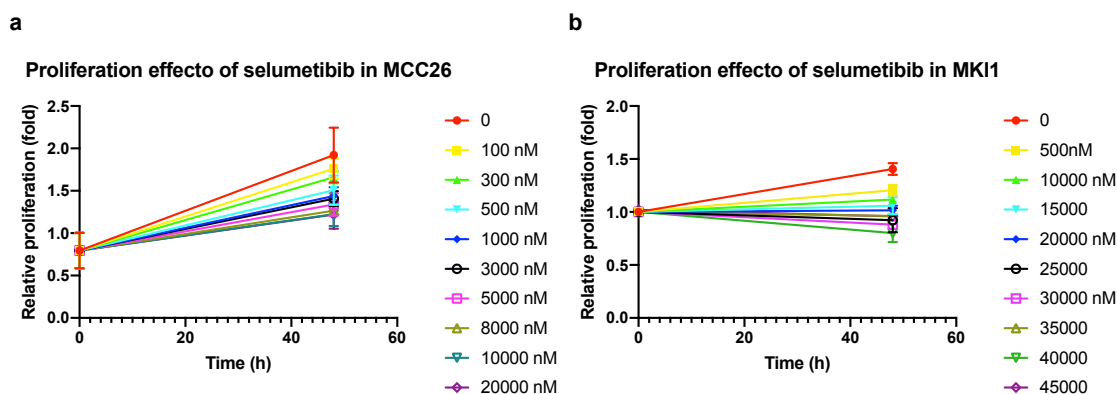 a
Proliferation effecto of selumetibib in MCC26
Relative proliferation (fold)
2.5
2.0
1.5
1.0
0.5
0.0
0
20
40
60
Time (h)
0
100 nM
300 nM
500 nM
1000 nM
3000 nM
5000 nM
8000 nM
10000 nM
20000 nM
b
Proliferation effecto of selumetibib in MKI1
Relative proliferation (fold)
2.0
1.5
1.0
0.5
0.0
0
20
40
60
Time (h)
0
500nM
10000 nM
15000
20000 nM
25000
30000 nM
35000
40000
45000